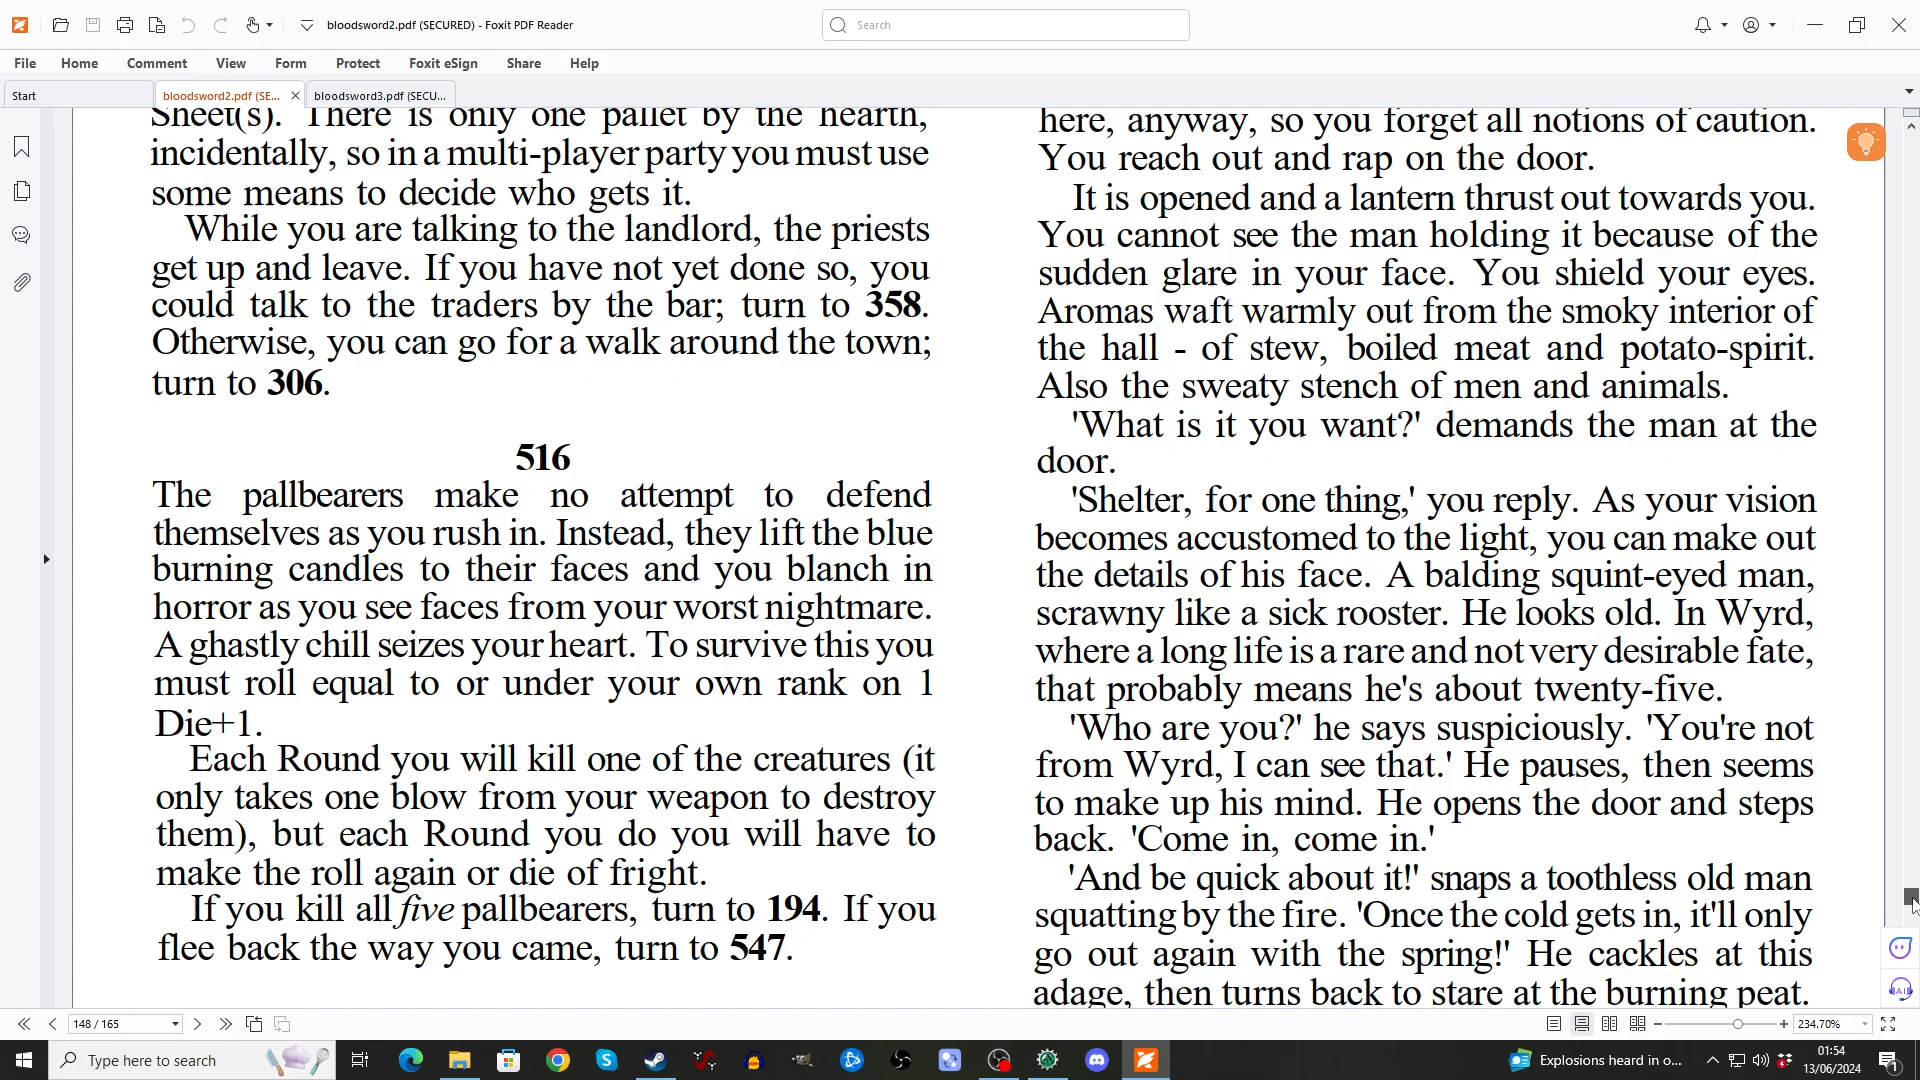 bloodsword2.pdf (SECURED) - Foxit PDF Reader
Search
File Home Comment View Form Protect Foxit eSign Share Help
Start
bloodsword2.pdf (SE...
bloodsword3.pdf (SECU...
Sheet(s). There is only one pallet by the hearth,
incidentally, so in a multi-player party you must use
some means to decide who gets it.
While you are talking to the landlord, the priests
get up and leave. If you have not yet done so, you
could talk to the traders by the bar; turn to 358.
Otherwise, you can go for a walk around the town;
turn to 306.
516
The pallbearers make no attempt to defend
themselves as you rush in. Instead, they lift the blue
burning candles to their faces and you blanch in
horror as you see faces from your worst nightmare.
A ghastly chill seizes your heart. To survive this you
must roll equal to or under your own rank on 1
Die+1.
Each Round you will kill one of the creatures (it
only takes one blow from your weapon to destroy
them), but each Round you do you will have to
make the roll again or die of fright.
If you kill all five pallbearers, turn to 194. If you
flee back the way you came, turn to 547.
here, anyway, so you forget all notions of caution.
You reach out and rap on the door.
It is opened and a lantern thrust out towards you.
You cannot see the man holding it because of the
sudden glare in your face. You shield your eyes.
Aromas waft warmly out from the smoky interior of
the hall - of stew, boiled meat and potato-spirit.
Also the sweaty stench of men and animals.
'What is it you want?' demands the man at the
door.
'Shelter, for one thing,' you reply. As your vision
becomes accustomed to the light, you can make out
the details of his face. A balding squint-eyed man,
scrawny like a sick rooster. He looks old. In Wyrd,
where a long life is a rare and not very desirable fate,
that probably means he's about twenty-five.
'Who are you?' he says suspiciously. 'You're not
from Wyrd, I can see that.' He pauses, then seems
to make up his mind. He opens the door and steps
back. 'Come in, come in.'
'And be quick about it!' snaps a toothless old man
squatting by the fire. 'Once the cold gets in, it'll only
go out again with the spring!' He cackles at this
adage, then turns back to stare at the burning peat.
148 / 165
234.70%
Type here to search
Explosions heard in o...
01:54
13/06/2024